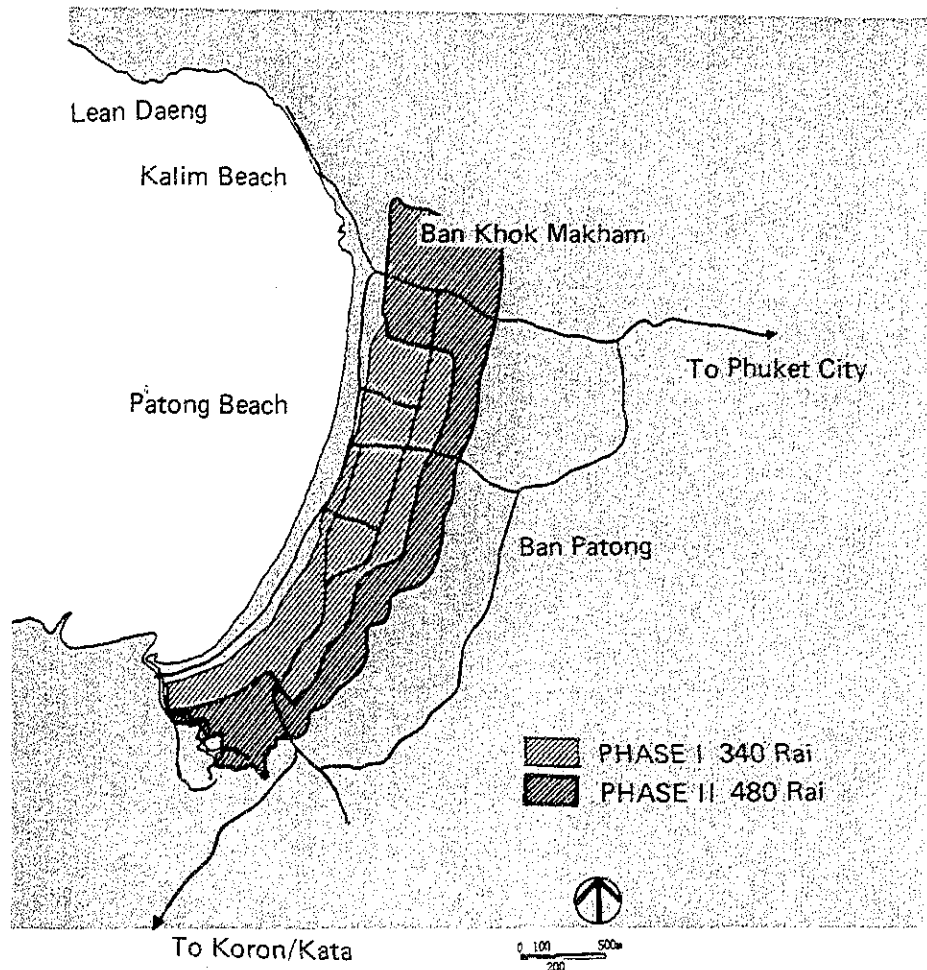 Lean Daeng
Kalim Beach
Ban Khok Makham
To Phuket City
Patong Beach
Ban Patong
PHASE I 340 Rai
PHASE II 480 Rai
To Koron/Kata
0 100 500m
200